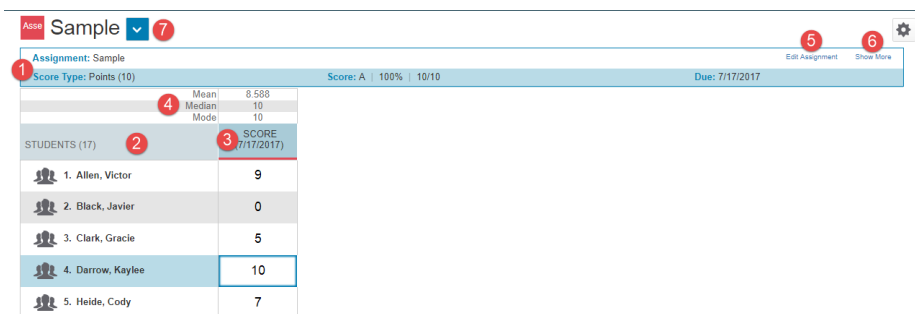 Asse Sample 7
5 6
Assignment: Sample Edit Assignment Show More
1
Score Type: Points (10) Score: A | 100% | 10/10 Due: 7/17/2017
Mean 8.588
4 Median 10
Mode 10
STUDENTS (17) 2 3 SCORE
(7/17/2017)
1. Allen, Victor 9
2. Black, Javier 0
3. Clark, Gracie 5
4. Darrow, Kaylee 10
5. Heide, Cody 7